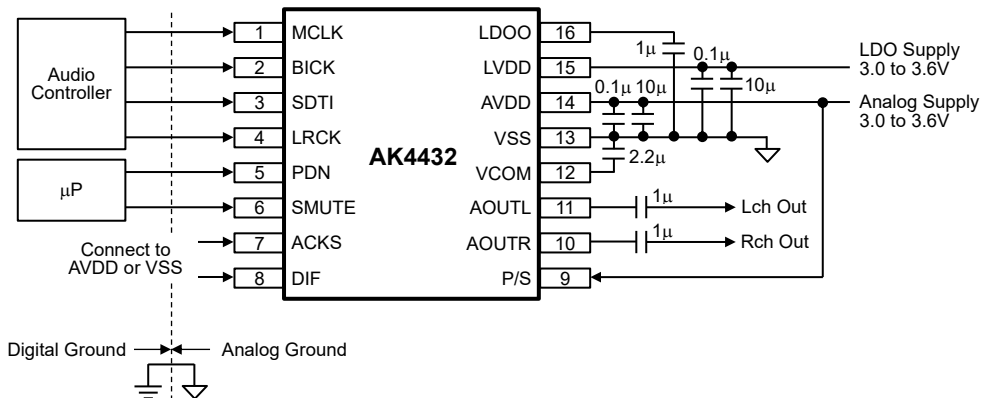 1 MCLK LDOO 16
1μ
Audio
Controller
2 BICK LVDD 15
0.1μ
10μ
LDO Supply
3.0 to 3.6V
3 SDTI AVDD 14
0.1μ 10μ
Analog Supply
3.0 to 3.6V
4 LRCK VSS 13
AK4432
2.2μ
μP
5 PDN VCOM 12
6 SMUTE AOUTL 11
1μ
Lch Out
Connect to
AVDD or VSS
7 ACKS AOUTR 10
1μ
Rch Out
8 DIF P/S 9
Digital Ground
Analog Ground